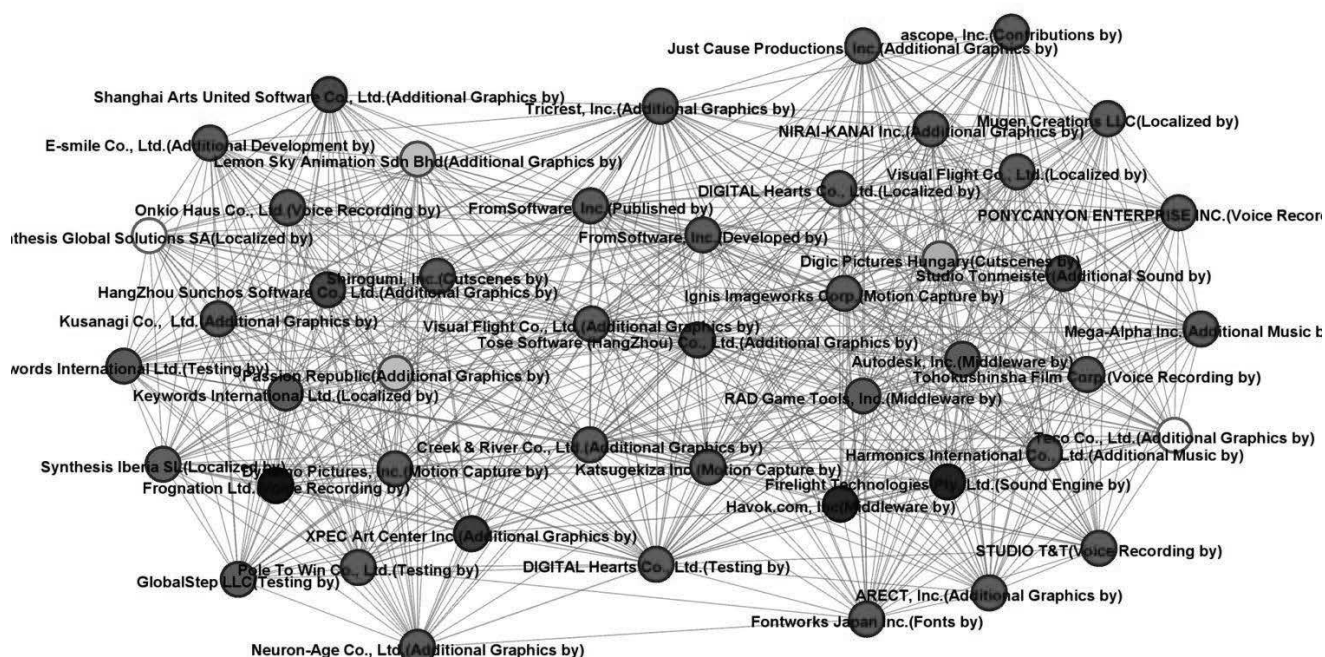 ascope, Inc.(Contributions by)
Just Cause Productions, Inc.(Additional Graphics by)
Shanghai Arts United Software Co., Ltd.(Additional Graphics by)
Tricrest, Inc.(Additional Graphics by)
Mugen Creations LLC(Localized by)
NIRAI-KANAI Inc.(Additional Graphics by)
E-smile Co., Ltd.(Additional Development by)
Lemon Sky Animation Sdn Bhd(Additional Graphics by)
Visual Flight Co., Ltd.(Localized by)
DIGITAL Hearts Co., Ltd.(Localized by)
Onkio Haus Co., Ltd.(Voice Recording by)
FromSoftware, Inc.(Published by)
PONYCANYON ENTERPRISE INC.(Voice Recor
nthesis Global Solutions SA(Localized by)
FromSoftware, Inc.(Developed by)
Digic Pictures Hungary(Cutscenes by)
Studio Tonmeister(Additional Sound by)
Shirogumi, Inc.(Cutscenes by)
HangZhou Sunchos Software Co., Ltd.(Additional Graphics by)
Ignis Imageworks Corp.(Motion Capture by)
Kusanagi Co., Ltd.(Additional Graphics by)
Visual Flight Co., Ltd.(Additional Graphics by)
Mega-Alpha Inc.(Additional Music b
Tose Software (HangZhou) Co., Ltd.(Additional Graphics by)
Autodesk, Inc.(Middleware by)
words International Ltd.(Testing by)
Passion Republic(Additional Graphics by)
Tohokushinsha Film Corp.(Voice Recording by)
Keywords International Ltd.(Localized by)
RAD Game Tools, Inc.(Middleware by)
Teco Co., Ltd.(Additional Graphics by)
Creek & River Co., Ltd.(Additional Graphics by)
Harmonics International Co., Ltd.(Additional Music by)
Synthesis Iberia SL(Localized by)
Pictures, Inc.(Motion Capture by)
Katsugekiza Inc.(Motion Capture by)
Firelight Technologies Pty. Ltd.(Sound Engine by)
Frognation Ltd.(Voice Recording by)
Havok.com, Inc(Middleware by)
XPEC Art Center Inc.(Additional Graphics by)
STUDIO T&T(Voice Recording by)
Pole To Win Co., Ltd.(Testing by)
DIGITAL Hearts Co., Ltd.(Testing by)
GlobalStep LLC(Testing by)
ARECT, Inc.(Additional Graphics by)
Fontworks Japan Inc.(Fonts by)
Neuron-Age Co., Ltd.(Additional Graphics by)